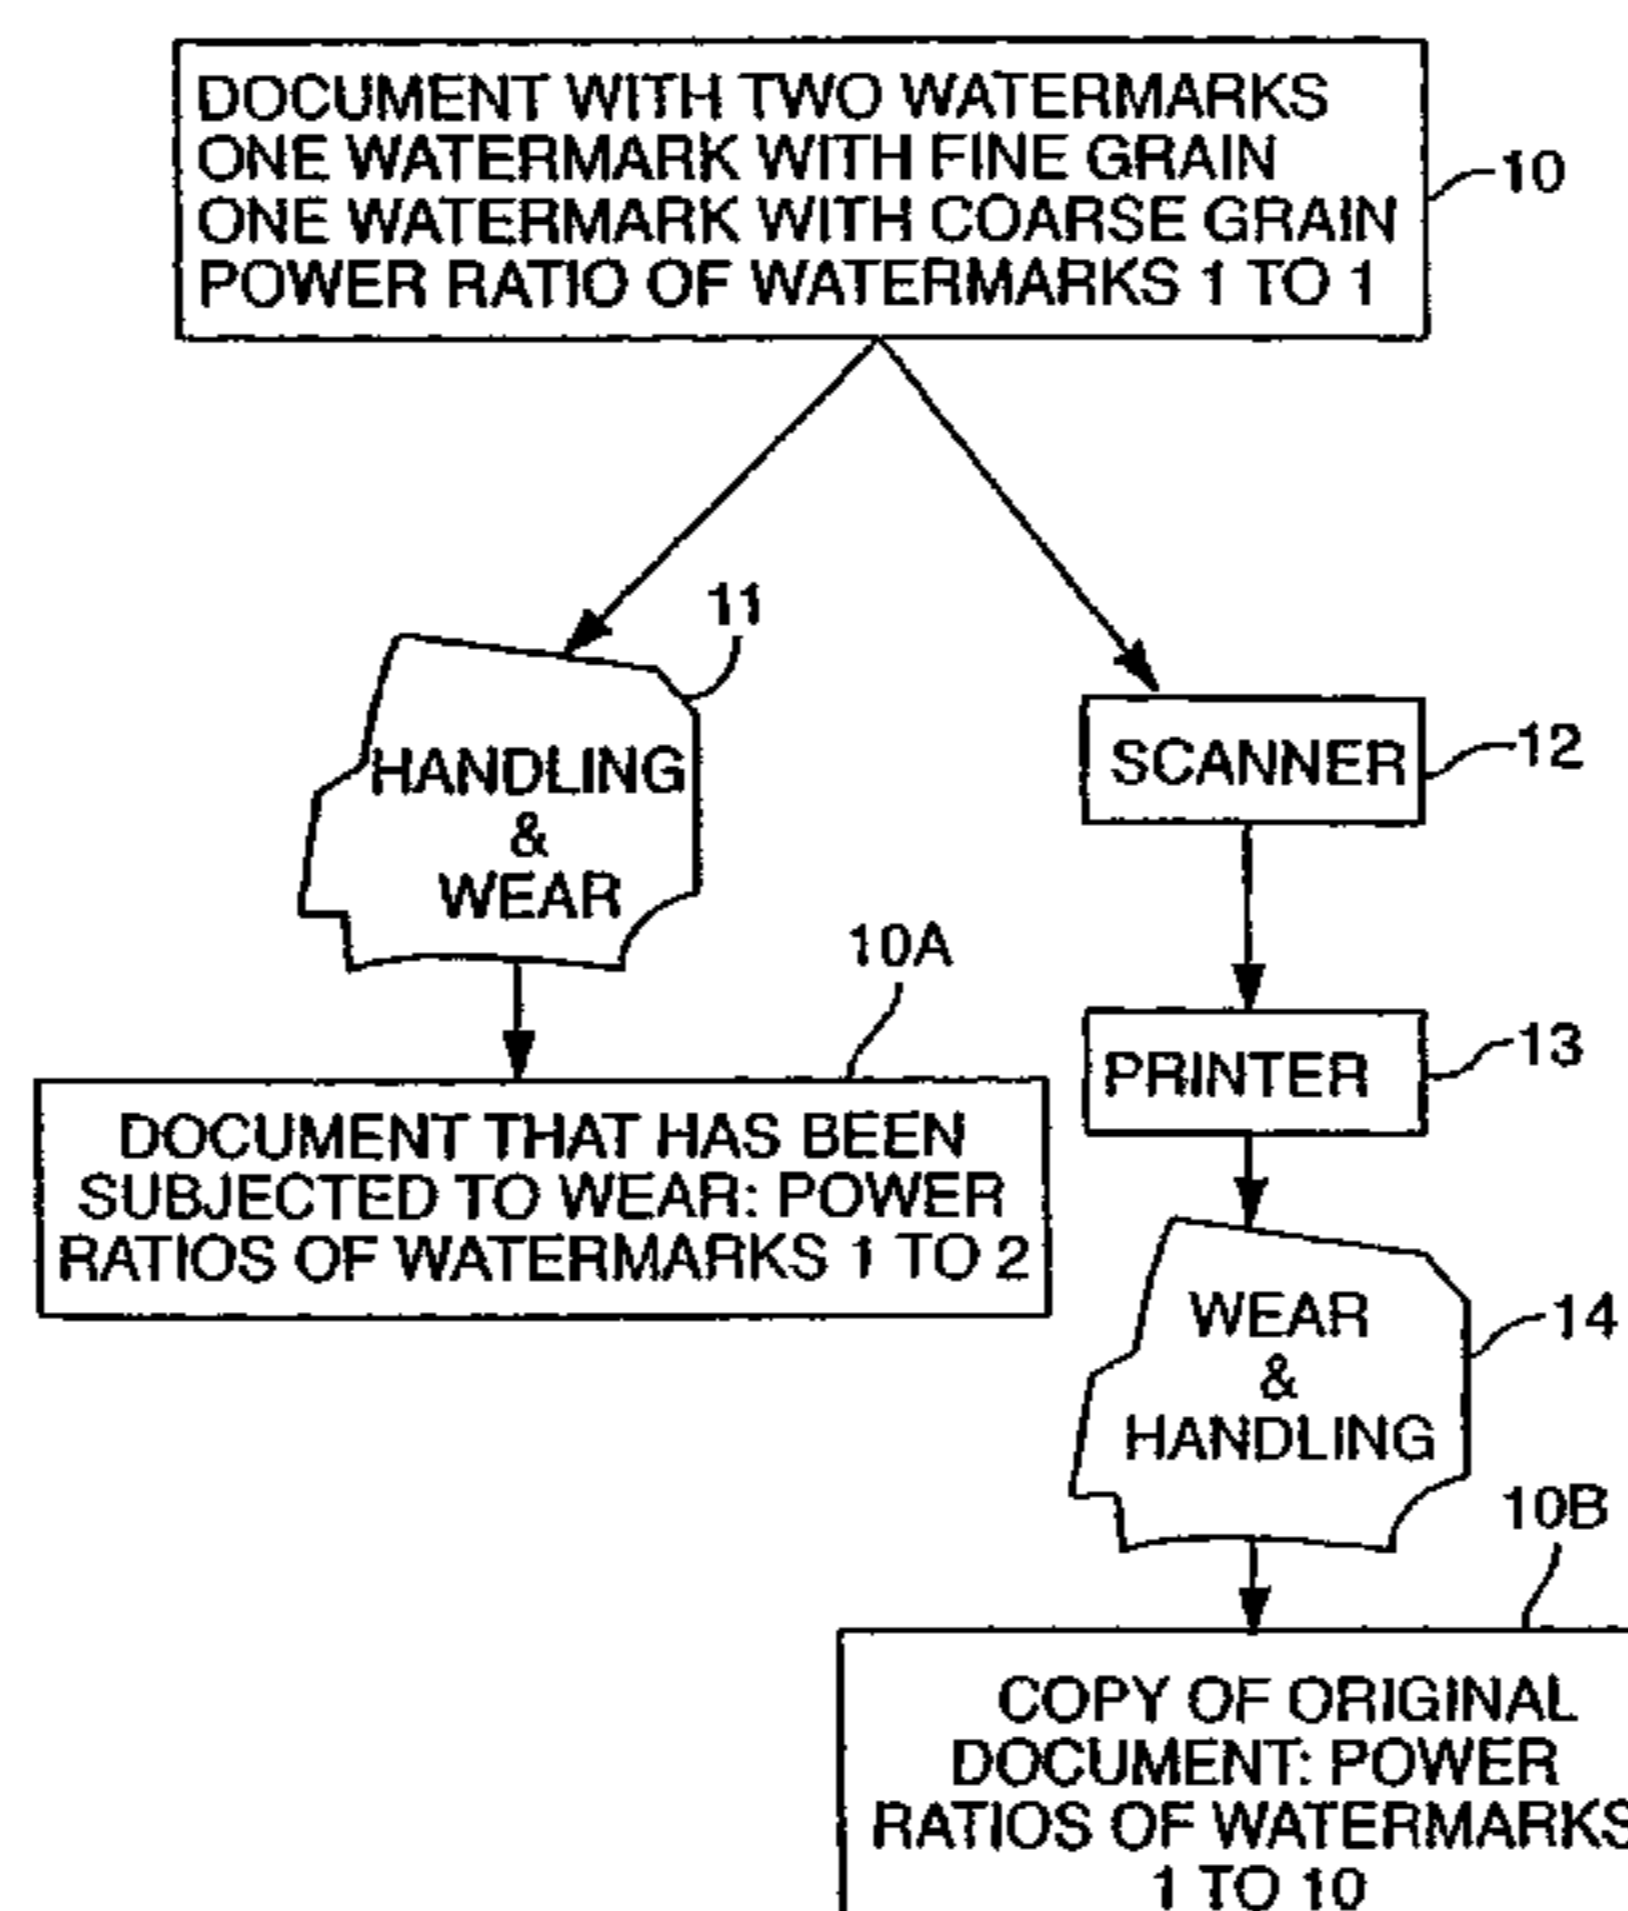 DOCUMENT WITH TWO WATERMARKS
ONE WATERMARK WITH FINE GRAIN
ONE WATERMARK WITH COARSE GRAIN
POWER RATIO OF WATERMARKS 1 TO 1
10
11
HANDLING
&
WEAR
SCANNER
12
10A
DOCUMENT THAT HAS BEEN
SUBJECTED TO WEAR: POWER
RATIOS OF WATERMARKS 1 TO 2
PRINTER
13
WEAR
&
HANDLING
14
10B
COPY OF ORIGINAL
DOCUMENT: POWER
RATIOS OF WATERMARKS
1 TO 10